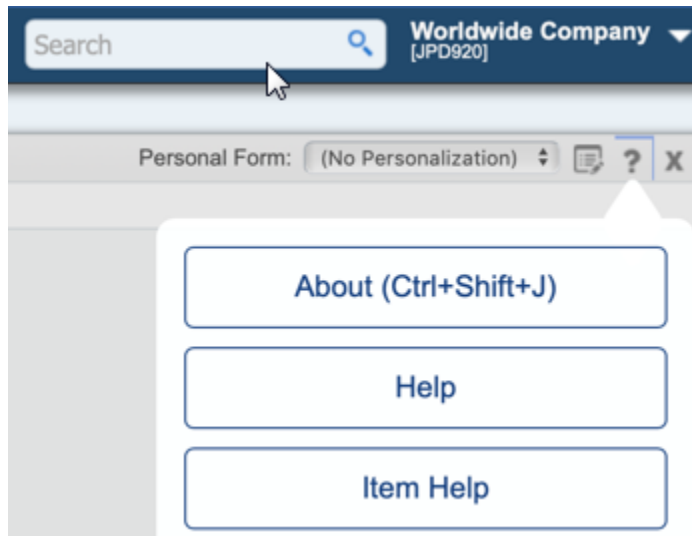 Search
Worldwide Company
[JPD920]
Personal Form: (No Personalization) ? X
About (Ctrl+Shift+J)
Help
Item Help